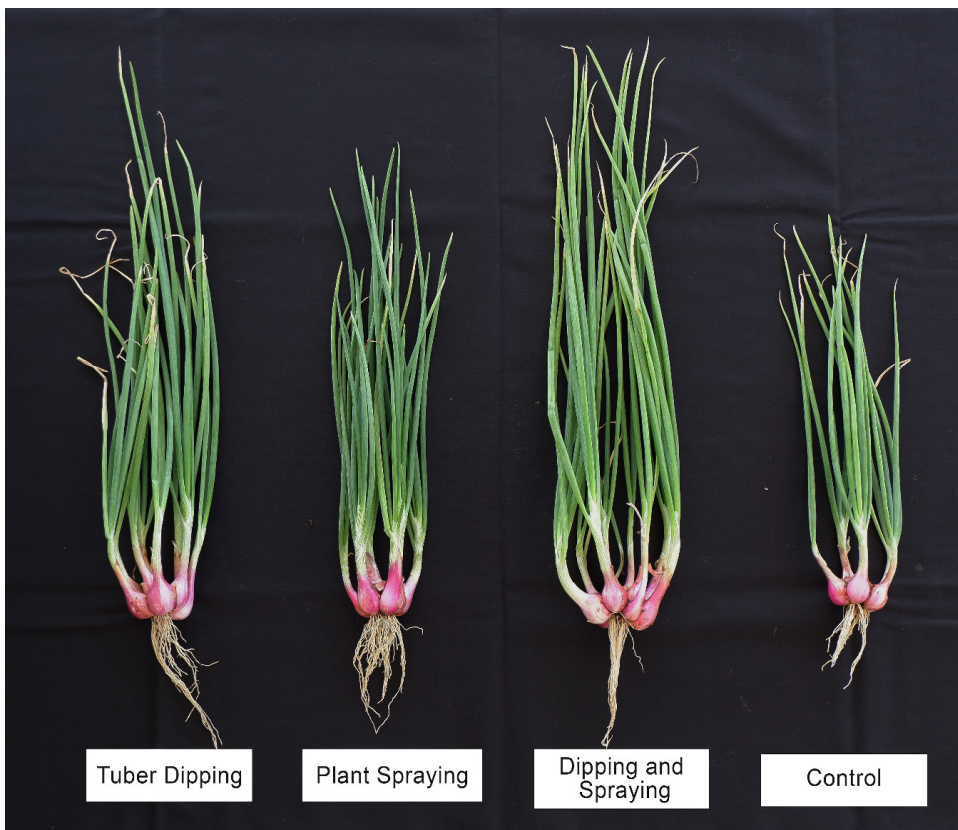 Tuber Dipping
Plant Spraying
Dipping and
Spraying
Control